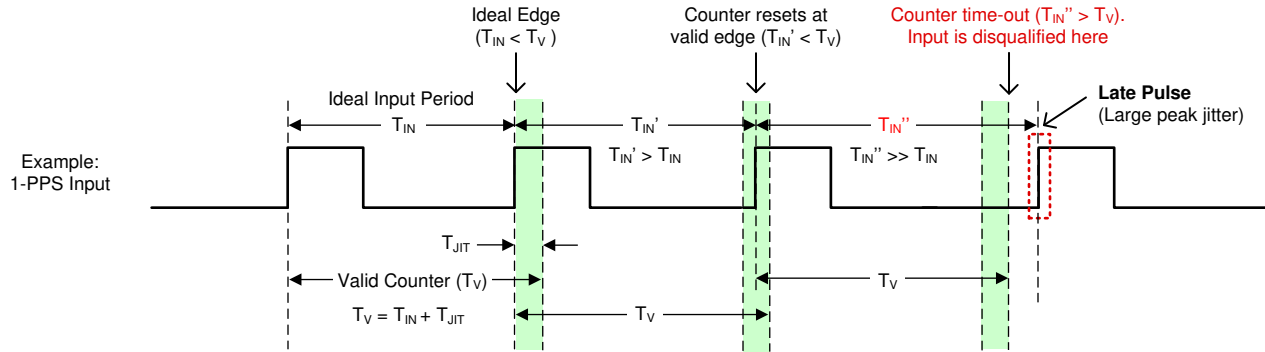 Ideal Edge
(TIN < TV )
Counter resets at
valid edge (TIN' < TV)
Counter time-out (TIN'' > TV).
Input is disqualified here
Ideal Input Period
Late Pulse
(Large peak jitter)
TIN
TIN'
TIN''
Example:
1-PPS Input
TIN' > TIN
TIN'' >> TIN
TJIT
Valid Counter (TV)
TV
TV = TIN + TJIT
TV